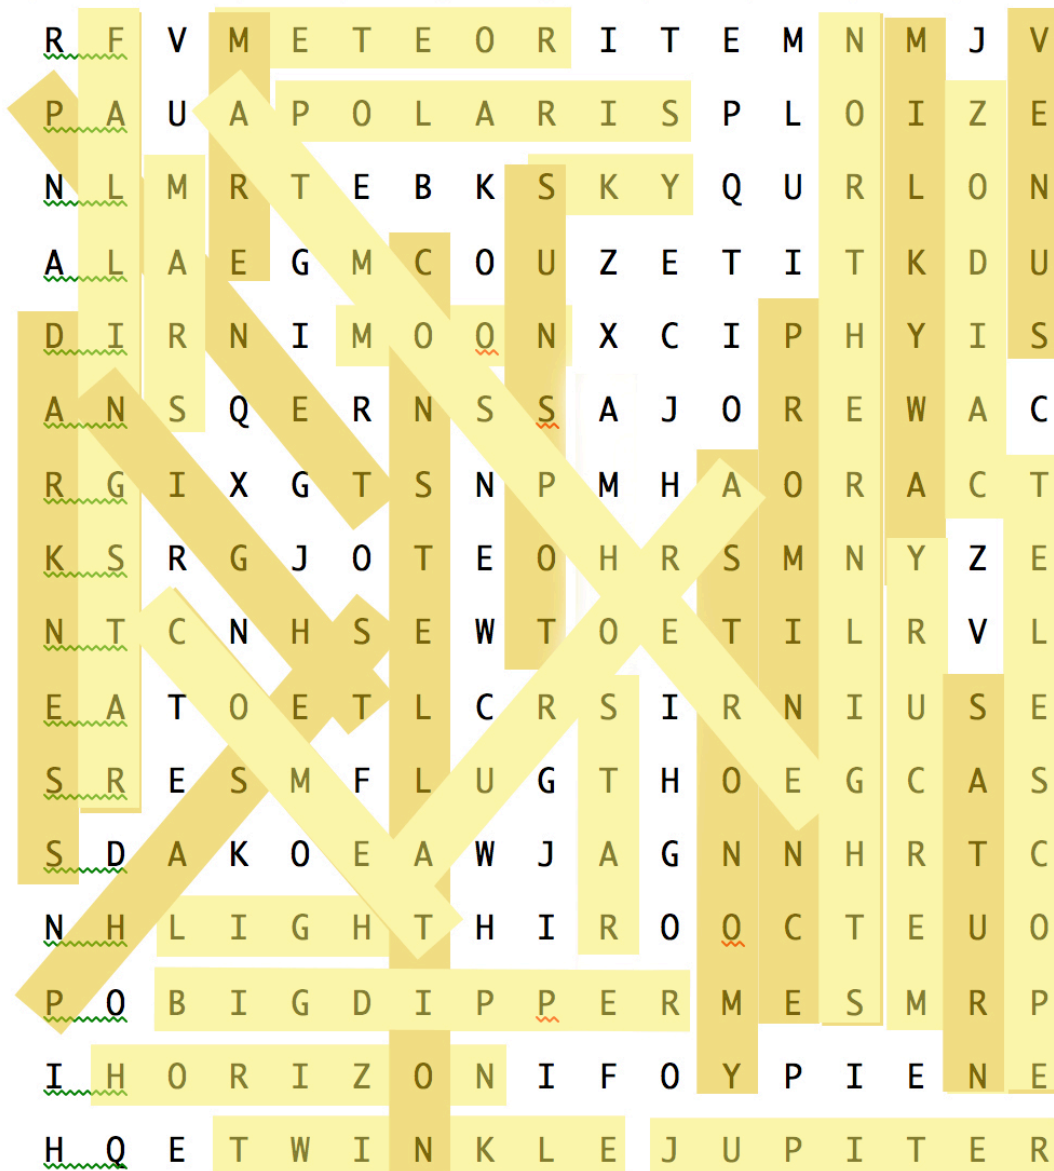 R F V M E T E O R I T E M N M J V
P A U A P O L A R I S P L O I Z E
N L M R T E B K S K Y Q U R L O N
A L A E G M C O U Z E T I T K D U
D I R N I M O O N X C I P H Y I S
A N S Q E R N S S A J O R E W A C
R G I X G T S N P M H A O R A C T
K S R G J O T E O H R S M N Y Z E
N T C N H S E W T O E T I L R V L
E A T O E T L C R S I R N I U S E
S R E S M F L U G T H O E G C A S
S D A K O E A W J A G N N H R T C
N H L I G H T H I R O O C T E U O
P O B I G D I P P E R M E S M R P
I H O R I Z O N I F O Y P I E N E
H Q E T W I N K L E J U P I T E R